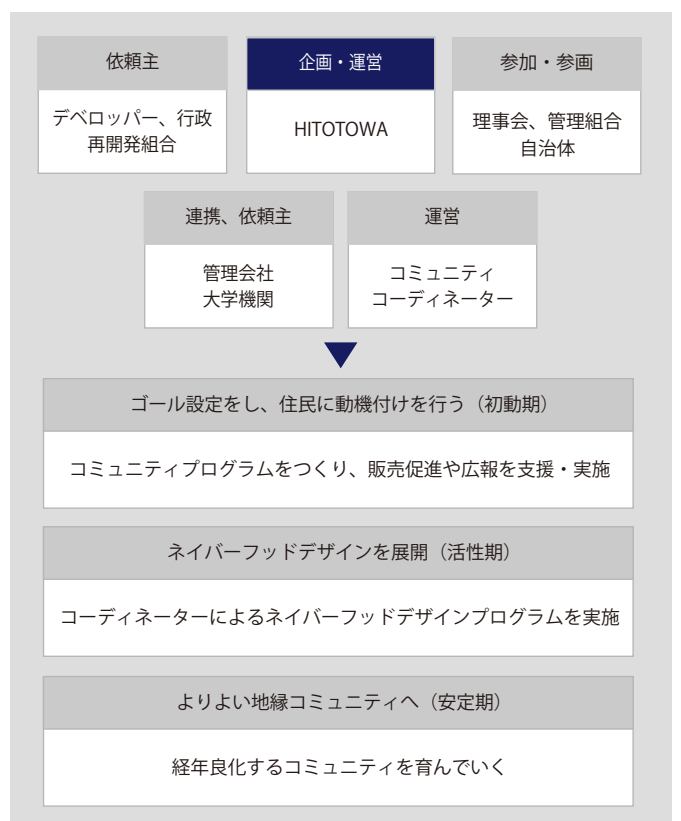 依頼主
デベロッパー、行政
再開発組合
企画・運営
HITOTOWA
参加・参画
理事会、管理組合
自治体
連携、依頼主
管理会社
大学機関
運営
コミュニティ
コーディネーター
ゴール設定をし、住民に動機付けを行う（初動期）
コミュニティプログラムをつくり、販売促進や広報を支援・実施
ネイバーフッドデザインを展開（活性期）
コーディネーターによるネイバーフッドデザインプログラムを実施
よりよい地縁コミュニティへ（安定期）
経年良化するコミュニティを育んでいく